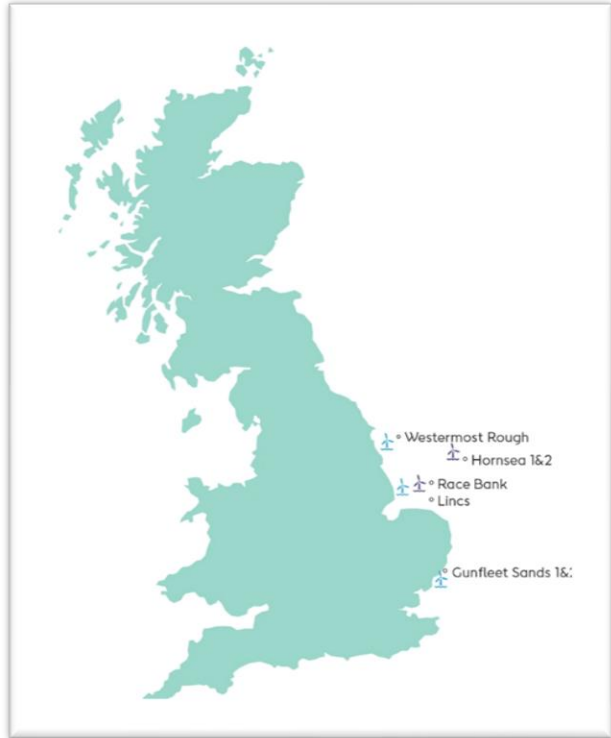 Westermost Rough
Hornsea 1&2
Race Bank
Lincs
Gunfleet Sands 1&